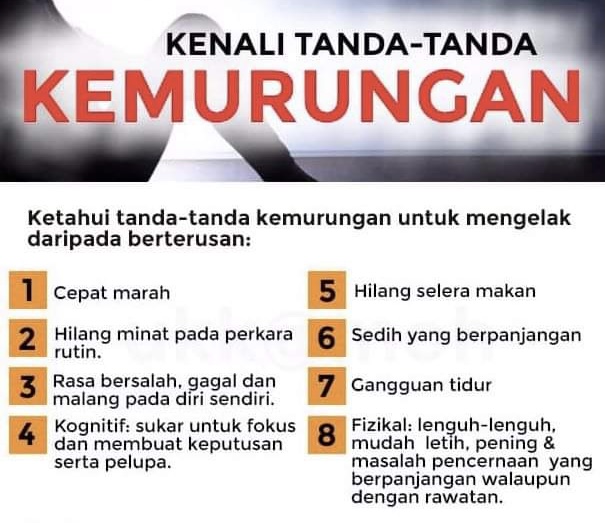 KENALI TANDA-TANDA
KEMURUNGAN
Ketahui tanda-tanda kemurungan untuk mengelak
daripada berterusan:
1 Cepat marah
2 Hilang minat pada perkara
rutin.
3 Rasa bersalah, gagal dan
malang pada diri sendiri.
4 Kognitif: sukar untuk fokus
dan membuat keputusan
serta pelupa.
5 Hilang selera makan
6 Sedih yang berpanjangan
7 Gangguan tidur
8 Fizikal: lenguh-lenguh,
mudah letih, pening &
masalah pencernaan yang
berpanjangan walaupun
dengan rawatan.